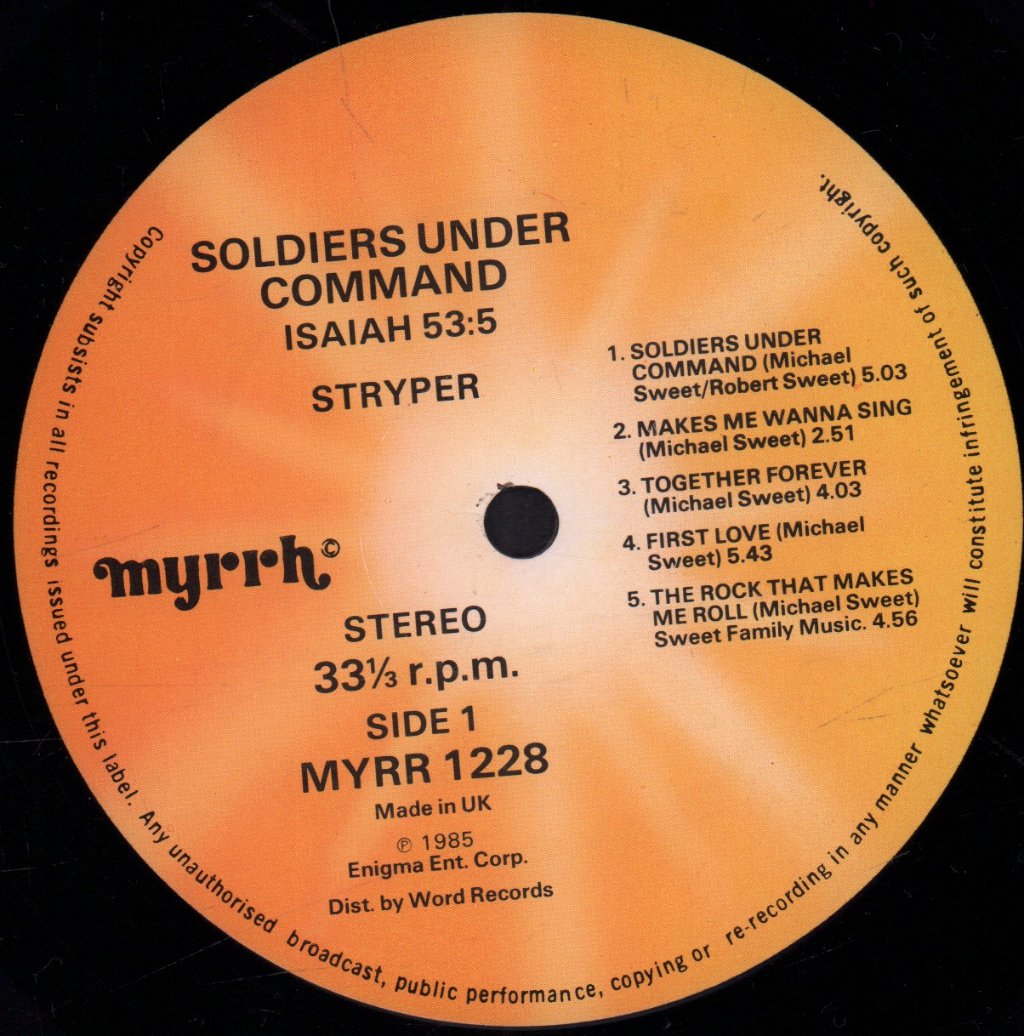 SOLDIERS UNDER
COMMAND
ISAIAH 53:5
STRYPER
myrrh©
STEREO
33⅓ r.p.m.
SIDE 1
MYRR 1228
Made in UK
℗ 1985
Enigma Ent. Corp.
Dist. by Word Records
1. SOLDIERS UNDER
COMMAND (Michael
Sweet/Robert Sweet) 5.03
2. MAKES ME WANNA SING
(Michael Sweet) 2.51
3. TOGETHER FOREVER
(Michael Sweet) 4.03
4. FIRST LOVE (Michael
Sweet) 5.43
5. THE ROCK THAT MAKES
ME ROLL (Michael Sweet)
Sweet Family Music. 4.56
Copyright subsists in all recordings issued under this label. Any unauthorised broadcast, public performance, copying or re-recording in any manner whatsoever will constitute infringement of such copyright.